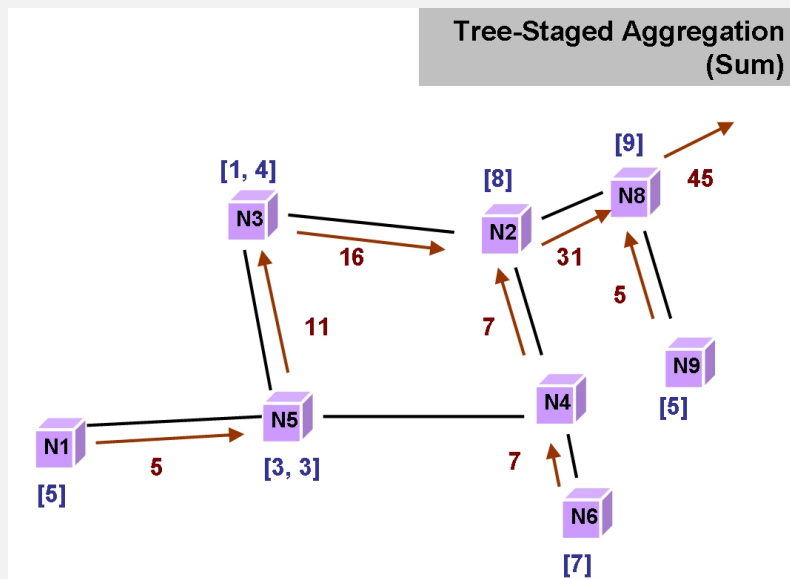 Tree-Staged Aggregation
(Sum)
[9]
[1, 4]
[8]
45
N8
N3
N2
16
31
5
11
7
N9
N4
[5]
N5
N1
5
[3, 3]
7
[5]
N6
[7]